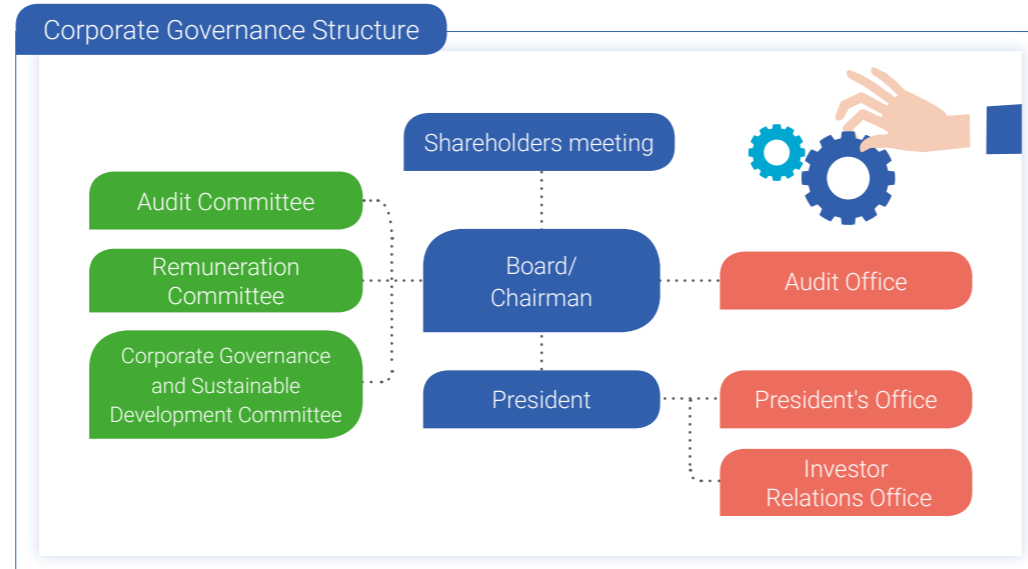 Corporate Governance Structure
Shareholders meeting
Audit Committee
Remuneration
Committee
Corporate Governance
and Sustainable
Development Committee
Board/
Chairman
President
Audit Office
President's Office
Investor
Relations Office